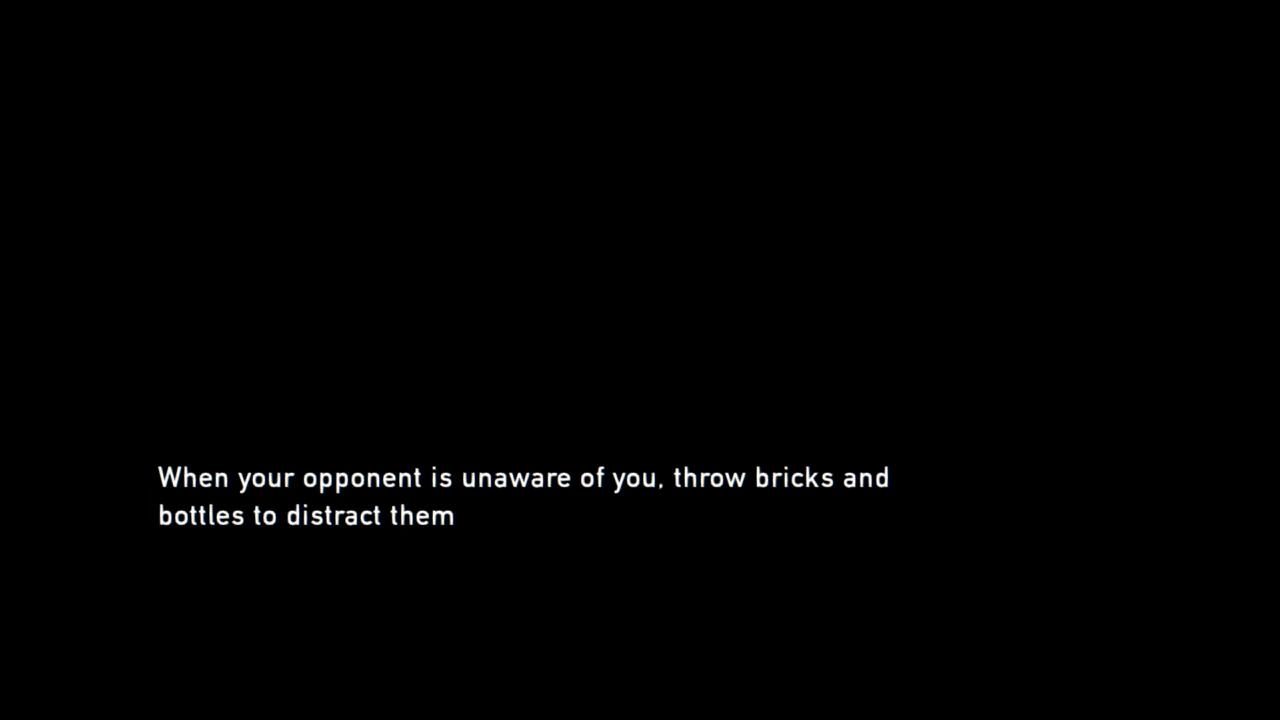 When your opponent is unaware of you, throw bricks and
bottles to distract them